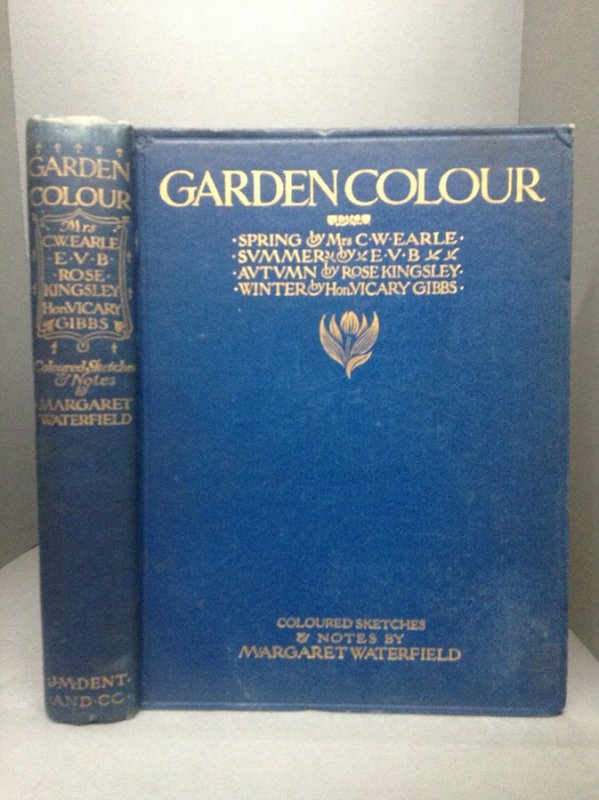 GARDEN
COLOUR
Mrs
C.W.EARLE
·E·V·B·
·ROSE·
KINGSLEY
Hon.VICARY
GIBBS
Coloured Sketches
& Notes
by
MARGARET
WATERFIELD
J·M·DENT·
·AND·CO·
GARDEN COLOUR
·SPRING by Mrs C·W·EARLE·
·SVMMER by E·V·B
·AVTVMN by ROSE KINGSLEY·
·WINTER by Hon.VICARY GIBBS·
COLOURED SKETCHES
& NOTES BY
MARGARET WATERFIELD